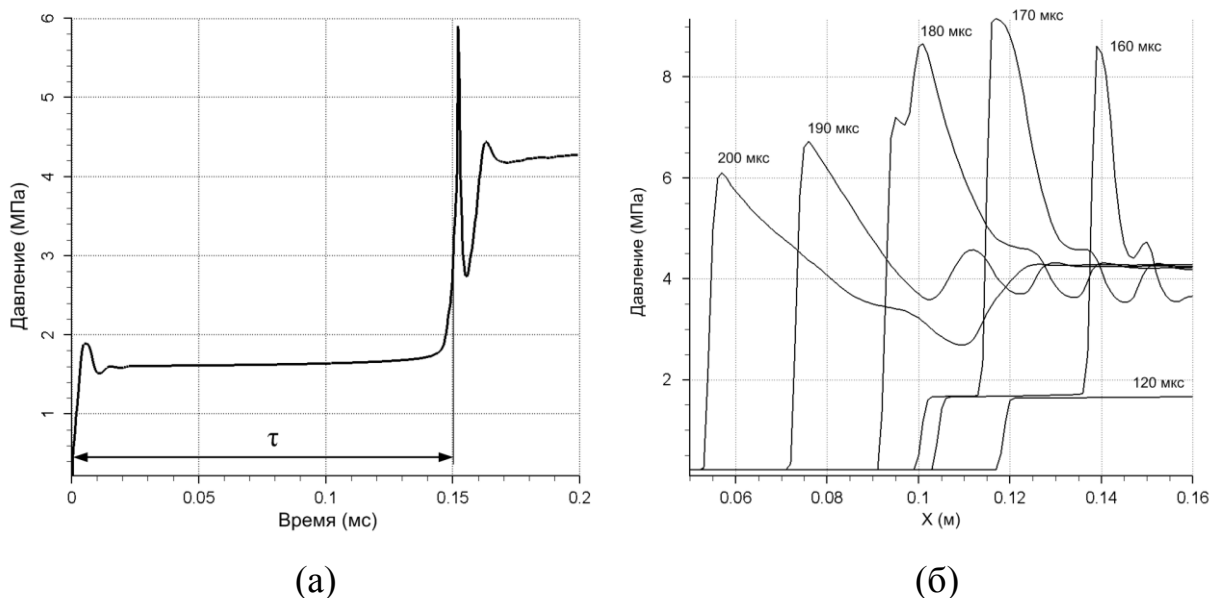 Давление (МПа)
6
5
4
3
2
1
τ
0
0.05
0.1
0.15
0.2
Время (мс)
(а)
Давление (МПа)
8
6
4
2
200 мкс
190 мкс
180 мкс
170 мкс
160 мкс
120 мкс
0.06
0.08
0.1
0.12
0.14
0.16
X (м)
(б)